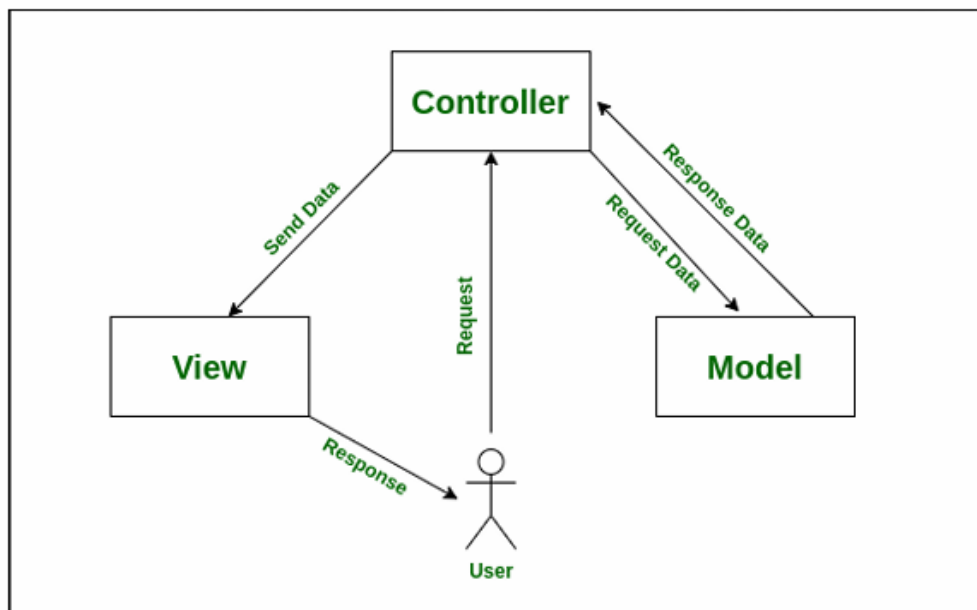 Controller
Send Data
Request
Request Data
Response Data
View
Model
Response
User